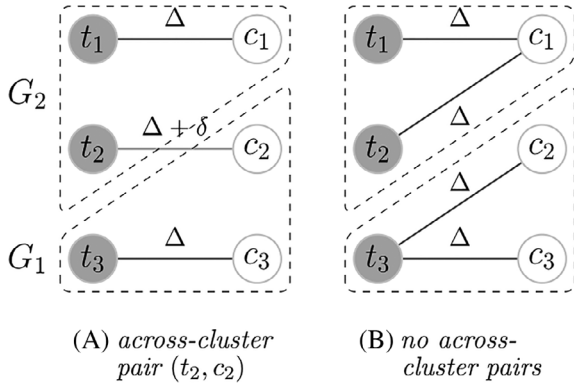 Δ Δ
t₁ c₁ t₁ c₁
G₂
Δ + δ Δ
t₂ c₂ t₂ c₂
Δ
Δ Δ
G₁ t₃ c₃ t₃ c₃
(A) across-cluster (B) no across-
pair (t₂, c₂) cluster pairs